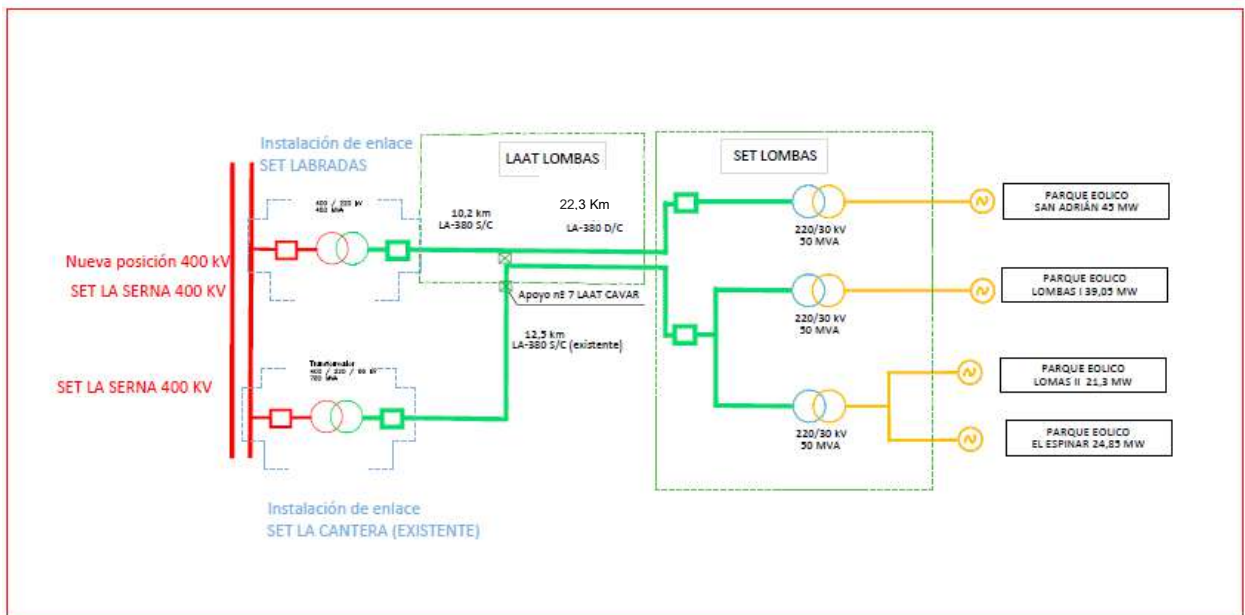 Instalación de enlace
SET LABRADAS
LAAT LOMBAS
SET LOMBAS
400 / 220 kV
10,2 km
LA-380 S/C
22.3 Km
LA-380 D/C
220/30 kV
50 MVA
PARQUE EOLICO
SAN ADRIÁN 45 MW
Nueva posición 400 kV
SET LA SERNA 400 KV
Apoyo nº 7 LAAT CAVAR
220/30 kV
50 MVA
PARQUE EOLICO
LOMBAS I 39,05 MW
12,5 km
LA-380 S/C (existente)
SET LA SERNA 400 KV
Transformador
PARQUE EOLICO
LOMAS II 21,3 MW
220/30 kV
50 MVA
PARQUE EOLICO
EL ESPINAR 24,85 MW
Instalación de enlace
SET LA CANTERA (EXISTENTE)